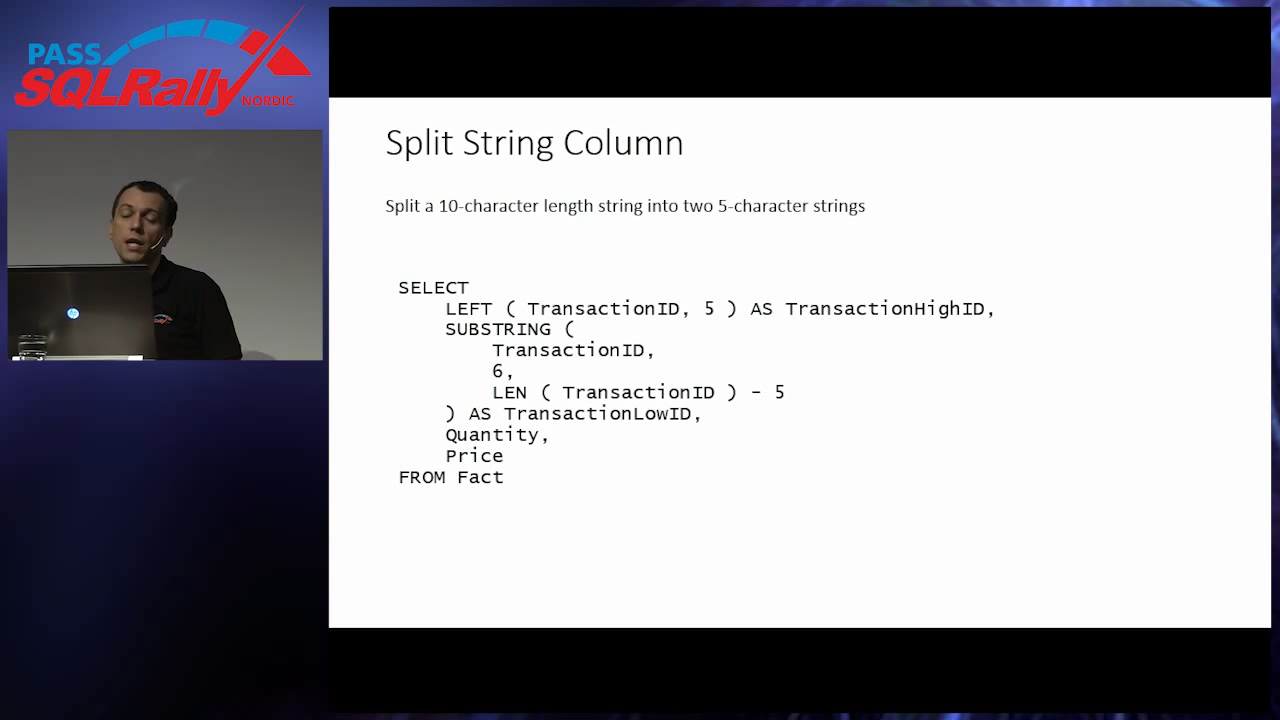 PASS
SQLRally
NORDIC
Split String Column
Split a 10-character length string into two 5-character strings
SELECT
LEFT ( TransactionID, 5 ) AS TransactionHighID,
SUBSTRING (
TransactionID,
6,
LEN ( TransactionID ) - 5
) AS TransactionLowID,
Quantity,
Price
FROM Fact